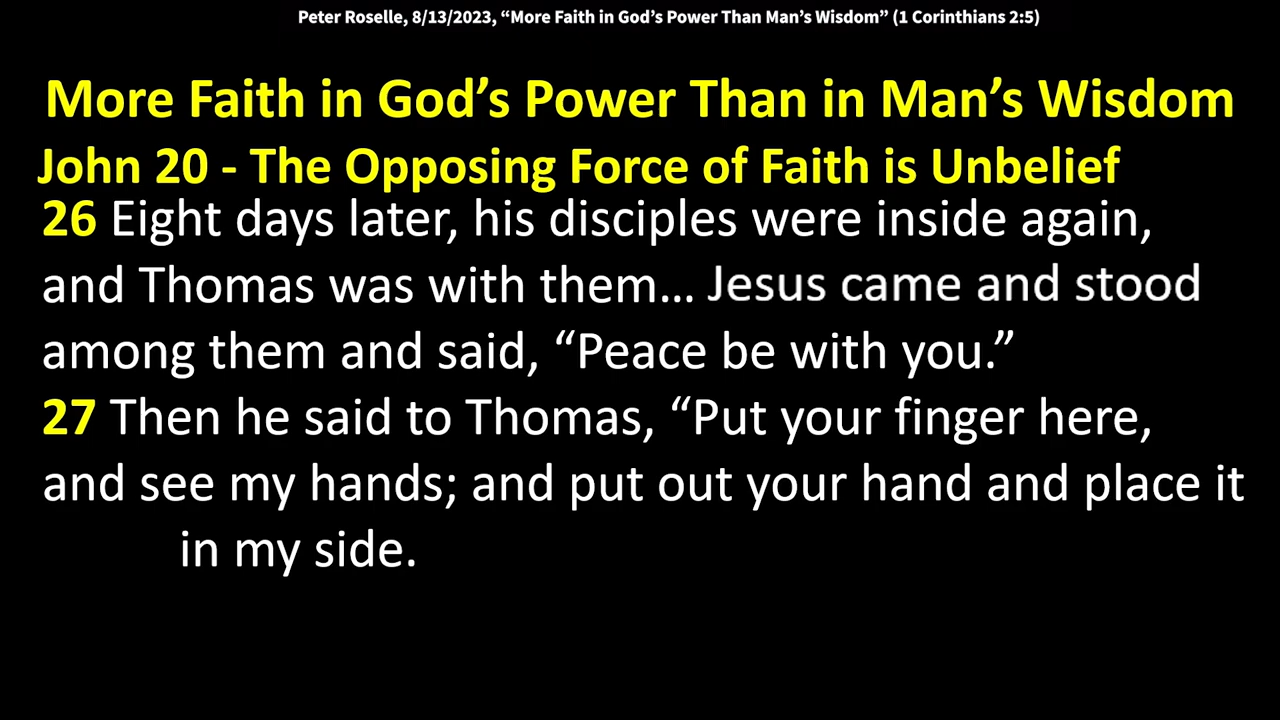 Peter Roselle, 8/13/2023, “More Faith in God’s Power Than Man’s Wisdom” (1 Corinthians 2:5)
More Faith in God’s Power Than in Man’s Wisdom
John 20 - The Opposing Force of Faith is Unbelief
26 Eight days later, his disciples were inside again,
and Thomas was with them… Jesus came and stood
among them and said, “Peace be with you.”
27 Then he said to Thomas, “Put your finger here,
and see my hands; and put out your hand and place it
in my side.